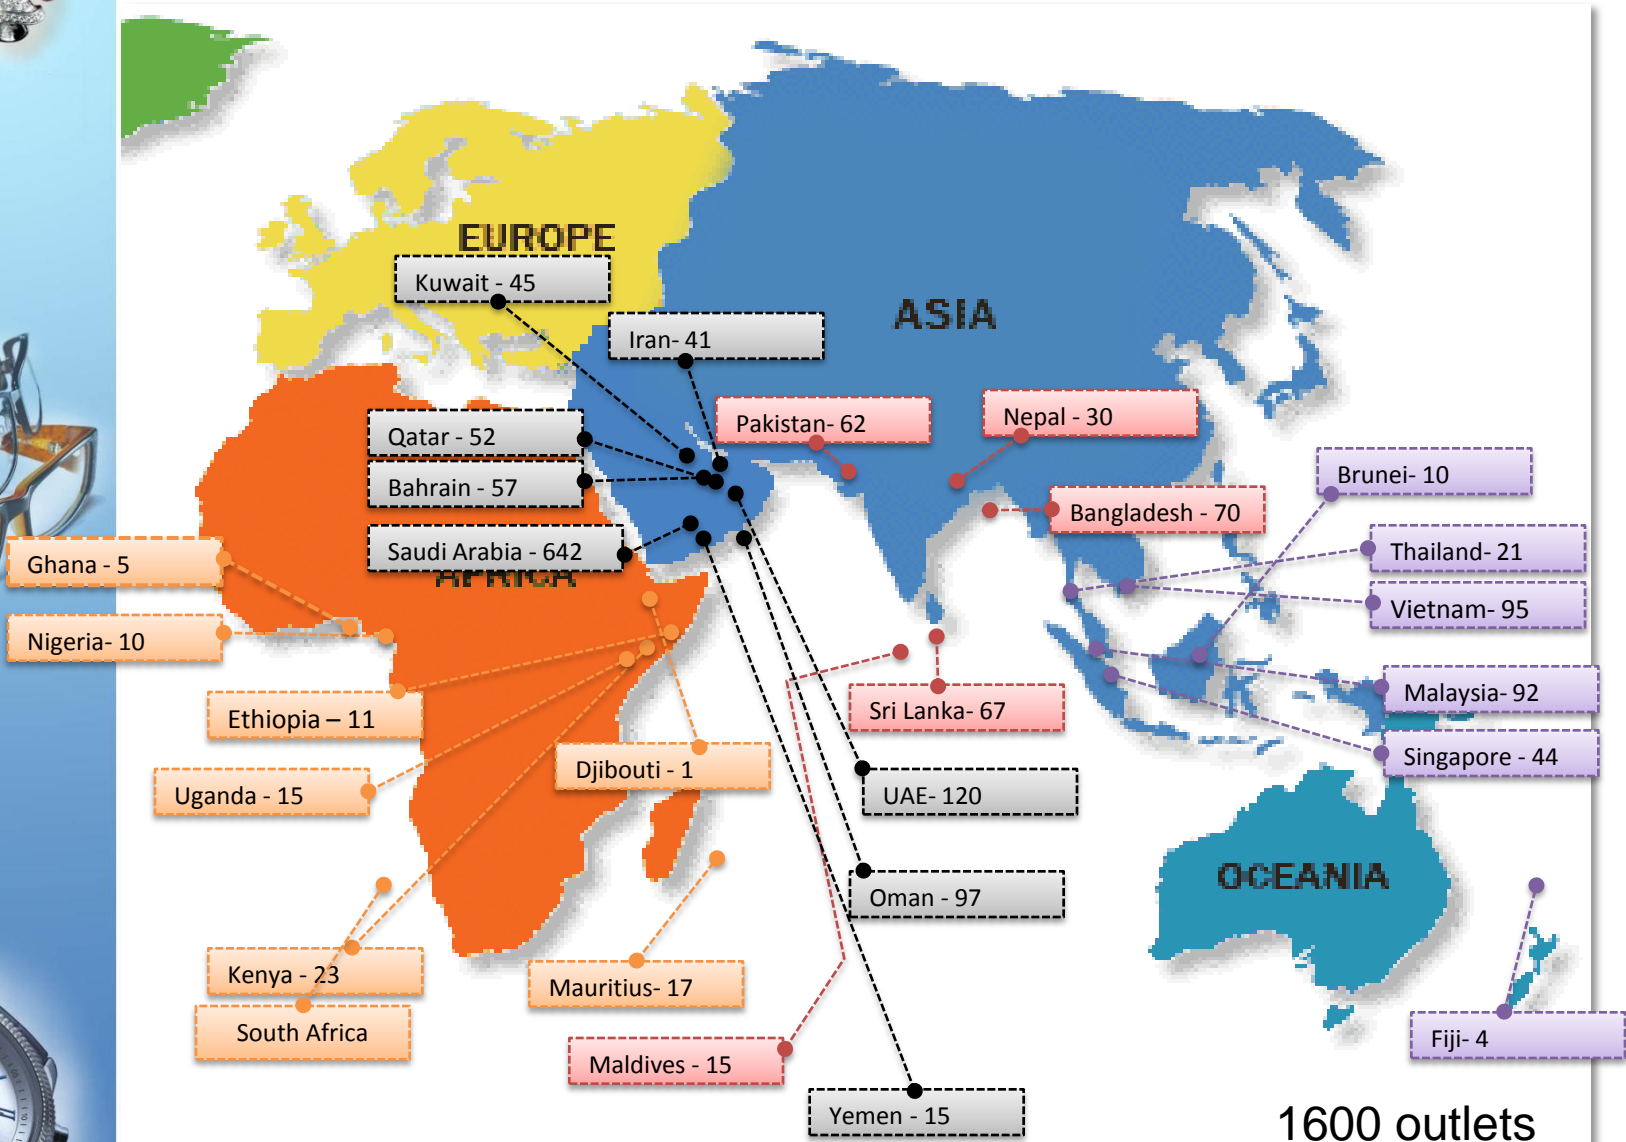 EUROPE
Kuwait - 45
ASIA
Iran- 41
Pakistan- 62
Nepal - 30
Qatar - 52
Bahrain - 57
Brunei- 10
Bangladesh - 70
Saudi Arabia - 642
AFRICA
Thailand- 21
Ghana - 5
Vietnam- 95
Nigeria- 10
Malaysia- 92
Ethiopia – 11
Sri Lanka- 67
Singapore - 44
Djibouti - 1
Uganda - 15
UAE- 120
OCEANIA
Oman - 97
Kenya - 23
Mauritius- 17
South Africa
Fiji- 4
Maldives - 15
Yemen - 15
1600 outlets